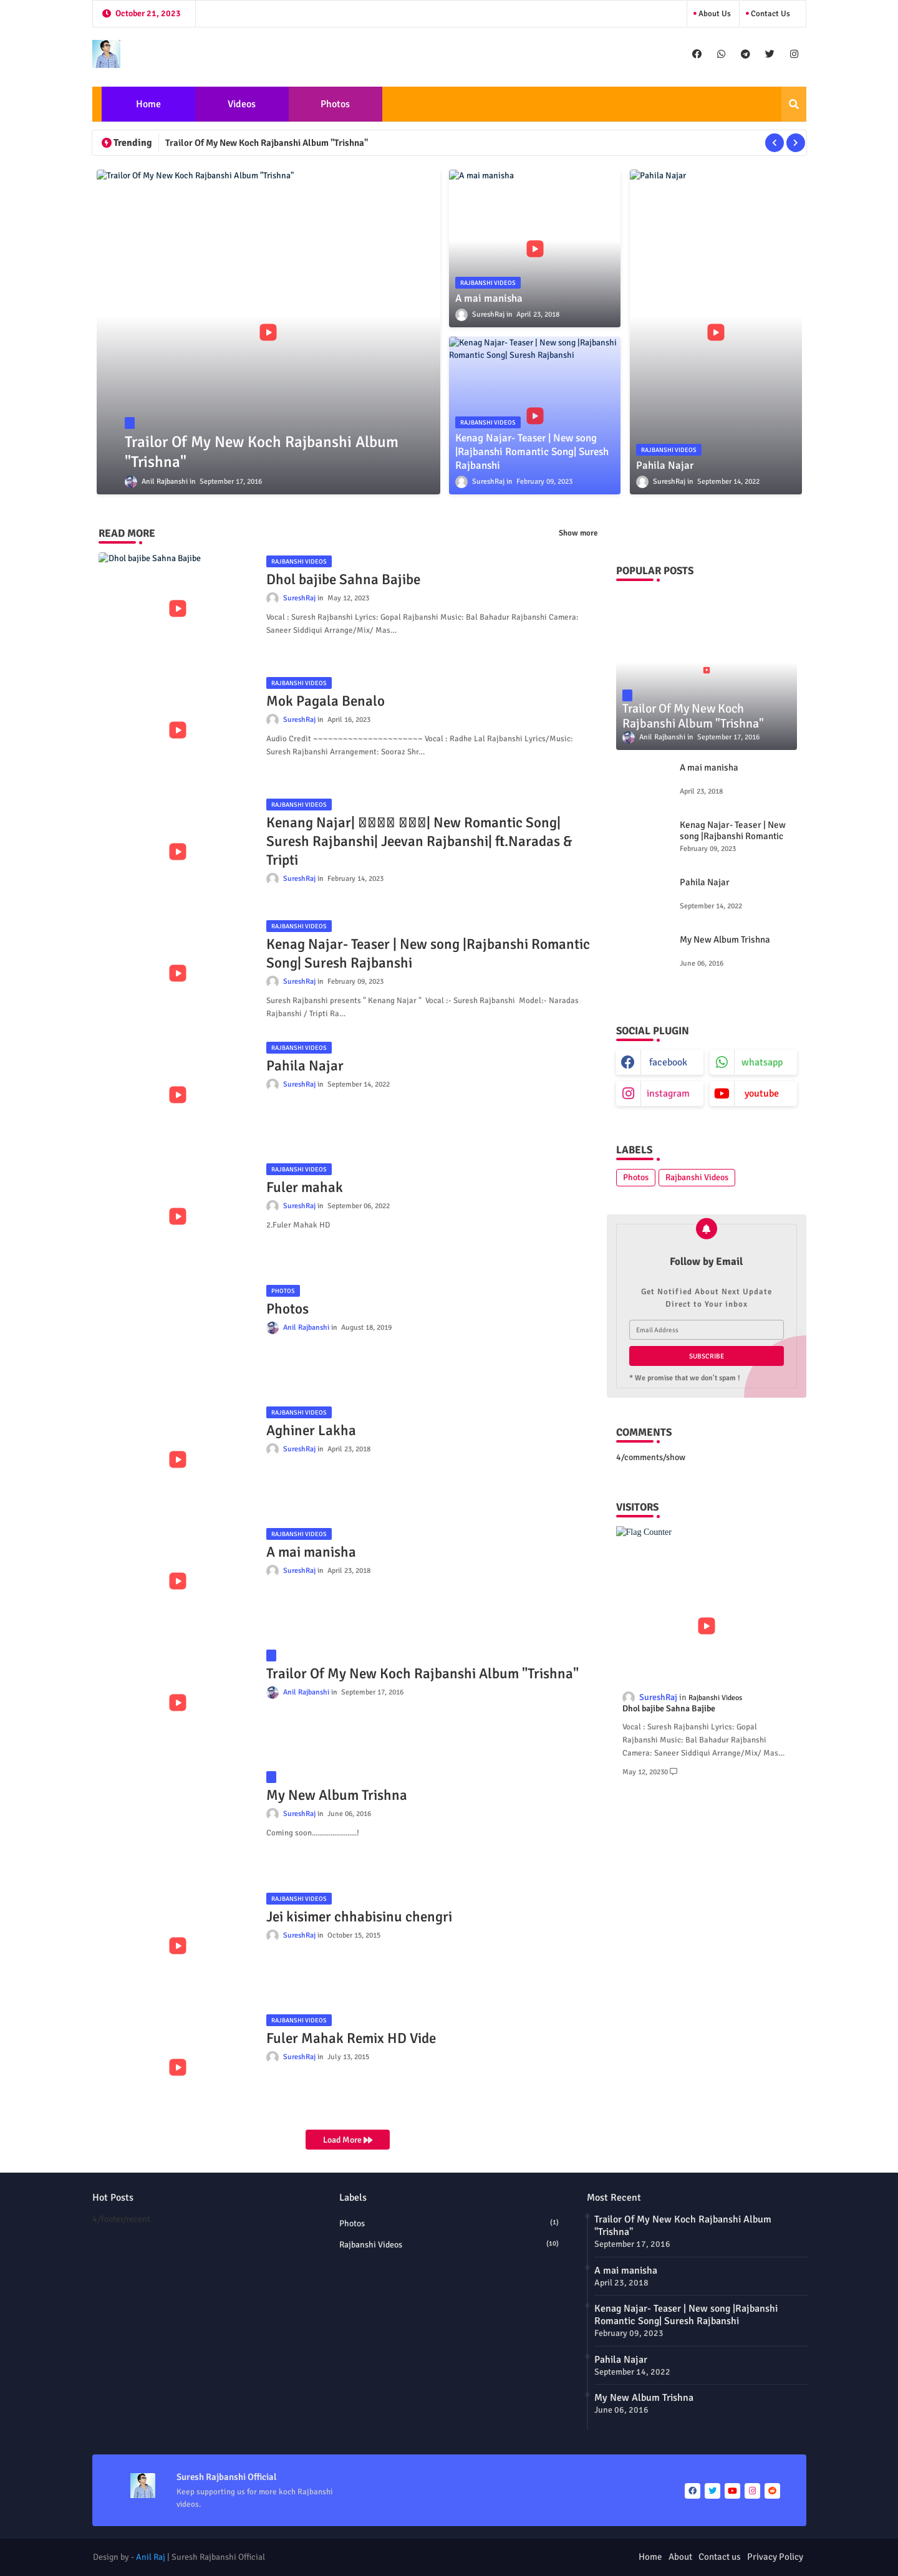 October 21, 2023
About Us
Contact Us
Home
Videos
Photos
Trending
Trailor Of My New Koch Rajbanshi Album "Trishna"
Trailor Of My New Koch Rajbanshi Album "Trishna"
Trailor Of My New Koch Rajbanshi Album
"Trishna"
Anil Rajbanshi in September 17, 2016
A mai manisha
RAJBANSHI VIDEOS
A mai manisha
SureshRaj in April 23, 2018
Kenag Najar- Teaser | New song |Rajbanshi
Romantic Song| Suresh Rajbanshi
RAJBANSHI VIDEOS
Kenag Najar- Teaser | New song
|Rajbanshi Romantic Song| Suresh
Rajbanshi
SureshRaj in February 09, 2023
Pahila Najar
RAJBANSHI VIDEOS
Pahila Najar
SureshRaj in September 14, 2022
READ MORE
Show more
Dhol bajibe Sahna Bajibe
RAJBANSHI VIDEOS
Dhol bajibe Sahna Bajibe
SureshRaj in May 12, 2023
Vocal : Suresh Rajbanshi Lyrics: Gopal Rajbanshi Music: Bal Bahadur Rajbanshi Camera:
Saneer Siddiqui Arrange/Mix/ Mas…
RAJBANSHI VIDEOS
Mok Pagala Benalo
SureshRaj in April 16, 2023
Audio Credit ~~~~~~~~~~~~~~~~~~~~~~ Vocal : Radhe Lal Rajbanshi Lyrics/Music:
Suresh Rajbanshi Arrangement: Sooraz Shr…
RAJBANSHI VIDEOS
Kenang Najar| | New Romantic Song|
Suresh Rajbanshi| Jeevan Rajbanshi| ft.Naradas &
Tripti
SureshRaj in February 14, 2023
RAJBANSHI VIDEOS
Kenag Najar- Teaser | New song |Rajbanshi Romantic
Song| Suresh Rajbanshi
SureshRaj in February 09, 2023
Suresh Rajbanshi presents " Kenang Najar " Vocal :- Suresh Rajbanshi Model:- Naradas
Rajbanshi / Tripti Ra…
RAJBANSHI VIDEOS
Pahila Najar
SureshRaj in September 14, 2022
RAJBANSHI VIDEOS
Fuler mahak
SureshRaj in September 06, 2022
2.Fuler Mahak HD
PHOTOS
Photos
Anil Rajbanshi in August 18, 2019
RAJBANSHI VIDEOS
Aghiner Lakha
SureshRaj in April 23, 2018
RAJBANSHI VIDEOS
A mai manisha
SureshRaj in April 23, 2018
Trailor Of My New Koch Rajbanshi Album "Trishna"
Anil Rajbanshi in September 17, 2016
My New Album Trishna
SureshRaj in June 06, 2016
Coming soon........................!
RAJBANSHI VIDEOS
Jei kisimer chhabisinu chengri
SureshRaj in October 15, 2015
RAJBANSHI VIDEOS
Fuler Mahak Remix HD Vide
SureshRaj in July 13, 2015
Load More
POPULAR POSTS
Trailor Of My New Koch
Rajbanshi Album "Trishna"
Anil Rajbanshi in September 17, 2016
A mai manisha
April 23, 2018
Kenag Najar- Teaser | New
song |Rajbanshi Romantic
February 09, 2023
Pahila Najar
September 14, 2022
My New Album Trishna
June 06, 2016
SOCIAL PLUGIN
facebook
whatsapp
instagram
youtube
LABELS
Photos
Rajbanshi Videos
Follow by Email
Get Notified About Next Update
Direct to Your inbox
Email Address
SUBSCRIBE
* We promise that we don't spam !
COMMENTS
4/comments/show
VISITORS
Flag Counter
SureshRaj in Rajbanshi Videos
Dhol bajibe Sahna Bajibe
Vocal : Suresh Rajbanshi Lyrics: Gopal
Rajbanshi Music: Bal Bahadur Rajbanshi
Camera: Saneer Siddiqui Arrange/Mix/ Mas…
May 12, 20230
Hot Posts
4/footer/recent
Labels
Photos (1)
Rajbanshi Videos (10)
Most Recent
Trailor Of My New Koch Rajbanshi Album
"Trishna"
September 17, 2016
A mai manisha
April 23, 2018
Kenag Najar- Teaser | New song |Rajbanshi
Romantic Song| Suresh Rajbanshi
February 09, 2023
Pahila Najar
September 14, 2022
My New Album Trishna
June 06, 2016
Suresh Rajbanshi Official
Keep supporting us for more koch Rajbanshi
videos.
Design by - Anil Raj | Suresh Rajbanshi Official
Home
About
Contact us
Privacy Policy